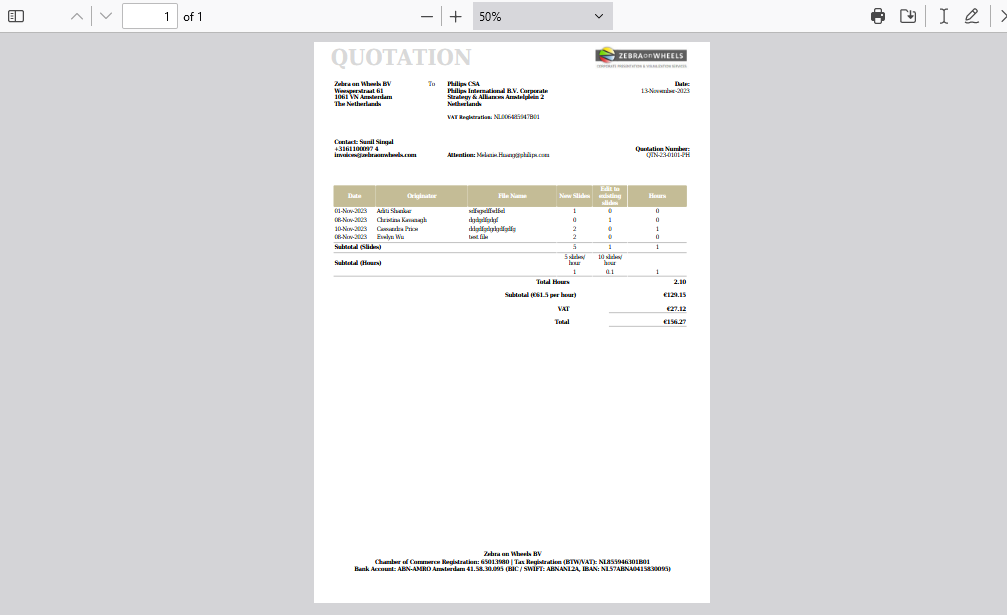 1 of 1 50%
QUOTATION
ZEBRAONWHEELS
Zebra on Wheels BV To Philips CSA Date:
Weesperstraat 61 Philips International B.V. Corporate 13-November-2023
1061 VN Amsterdam Strategy & Alliances Amstelplein 2
The Netherlands Netherlands
VAT Registration: NL006485947B01
Contact: Sunil Singal
+3161100097 4 Quotation Number:
invoices@zebraonwheels.com Attention: Melanie.Huang@philips.com QTN-23-0101-PH
Date Originator File Name New Slides Edit to existing slides Hours
01-Nov-2023 Aditi Shankar sdfsgsdffsdfsd 1 0 0
08-Nov-2023 Christina Kavanagh dgdgdfgdgf 0 1 0
10-Nov-2023 Cassandra Price ddgdfgdgdgdfgdfg 2 0 1
08-Nov-2023 Evelyn Wu test file 2 0 0
Subtotal (Slides) 5 1 1
Subtotal (Hours) 5 slides/ hour 10 slides/ hour
1 0.1 1
Total Hours 2.10
Subtotal (€61.5 per hour) €129.15
VAT €27.12
Total €156.27
Zebra on Wheels BV
Chamber of Commerce Registration: 65013980 | Tax Registration (BTW/VAT): NL855946301B01
Bank Account: ABN-AMRO Amsterdam 41.58.30.095 (BIC / SWIFT: ABNANL2A, IBAN: NL57ABNA0415830095)